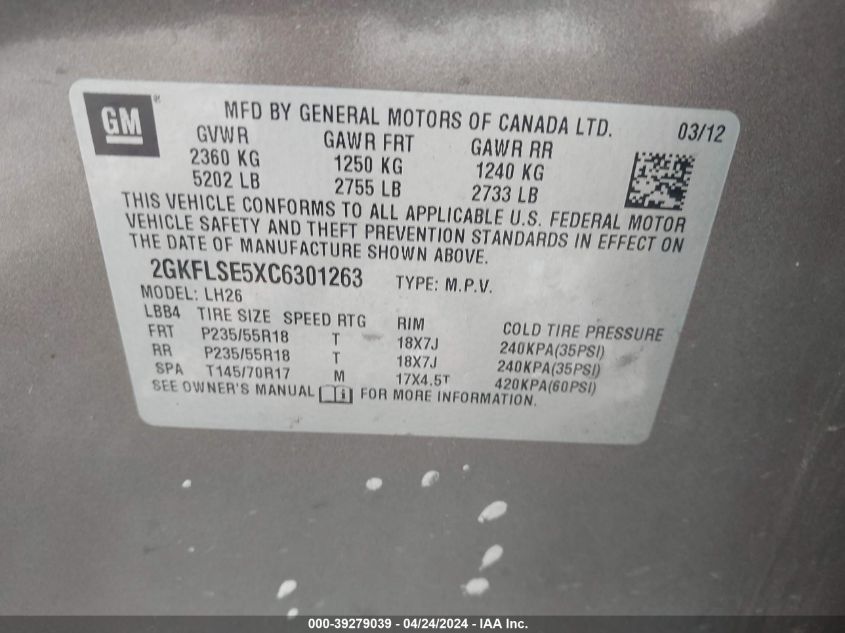 GM ®
MFD BY GENERAL MOTORS OF CANADA LTD. 03/12
GVWR GAWR FRT GAWR RR
2360 KG 1250 KG 1240 KG
5202 LB 2755 LB 2733 LB
THIS VEHICLE CONFORMS TO ALL APPLICABLE U.S. FEDERAL MOTOR
VEHICLE SAFETY AND THEFT PREVENTION STANDARDS IN EFFECT ON
THE DATE OF MANUFACTURE SHOWN ABOVE.
2GKFLSE5XC6301263 TYPE: M.P.V.
MODEL: LH26
LBB4 TIRE SIZE SPEED RTG RIM COLD TIRE PRESSURE
FRT P235/55R18 T 18X7J 240KPA(35PSI)
RR P235/55R18 T 18X7J 240KPA(35PSI)
SPA T145/70R17 M 17X4.5T 420KPA(60PSI)
SEE OWNER'S MANUAL i FOR MORE INFORMATION.
000-39279039 - 04/24/2024 - IAA Inc.